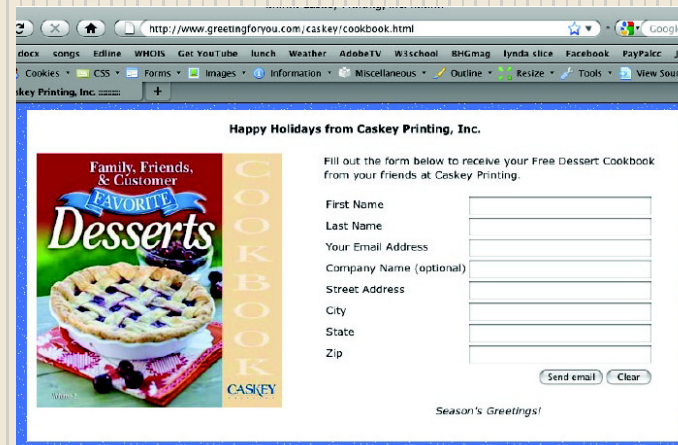 http://www.greetingforyou.com/caskey/cookbook.html
docx songs Edline WHOIS Get YouTube lunch Weather AdobeTV W3school BHGmag lynda slice Facebook PayPalcc
Cookies CSS Forms Images Information Miscellaneous Outline Resize Tools View Sour
skey Printing, Inc. :::::::: +
Happy Holidays from Caskey Printing, Inc.
Family, Friends,
& Customer
FAVORITE
Desserts
COOKBOOK
CASKEY
Fill out the form below to receive your Free Dessert Cookbook
from your friends at Caskey Printing.
First Name
Last Name
Your Email Address
Company Name (optional)
Street Address
City
State
Zip
Send email Clear
Season's Greetings!